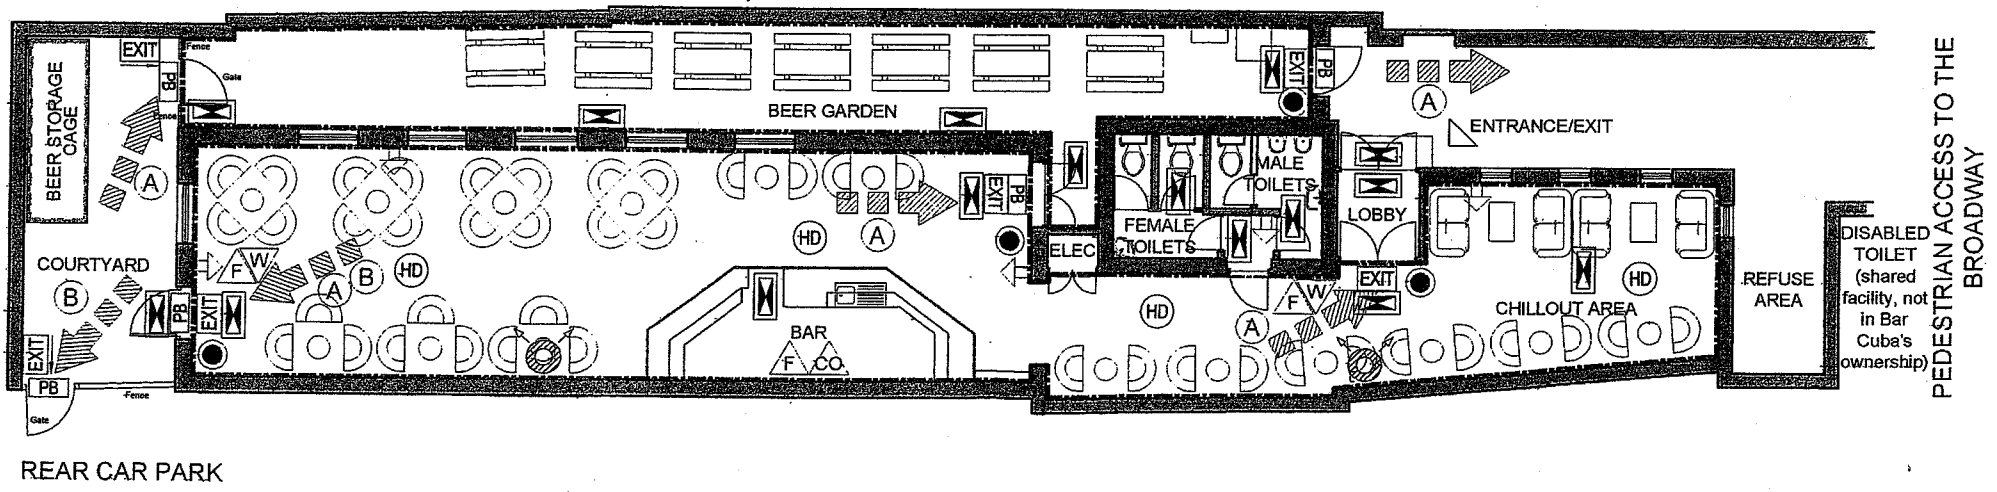 EXIT
Fence
PB
Gate
Fence
BEER STORAGE
CAGE
A
COURTYARD
B
EXIT
PB
Gate
Fence
REAR CAR PARK
PB
EXIT
BEER GARDEN
EXIT
PB
A
ENTRANCE/EXIT
F
W
A
B
HD
HD
A
EXIT
PB
BAR
F
CO
ELEC
FEMALE
TOILETS
MALE
TOILETS
LOBBY
EXIT
HD
F
W
A
CHILLOUT AREA
HD
REFUSE
AREA
DISABLED
TOILET
(shared
facility, not
in Bar
Cuba's
ownership)
PEDESTRIAN ACCESS TO THE
BROADWAY